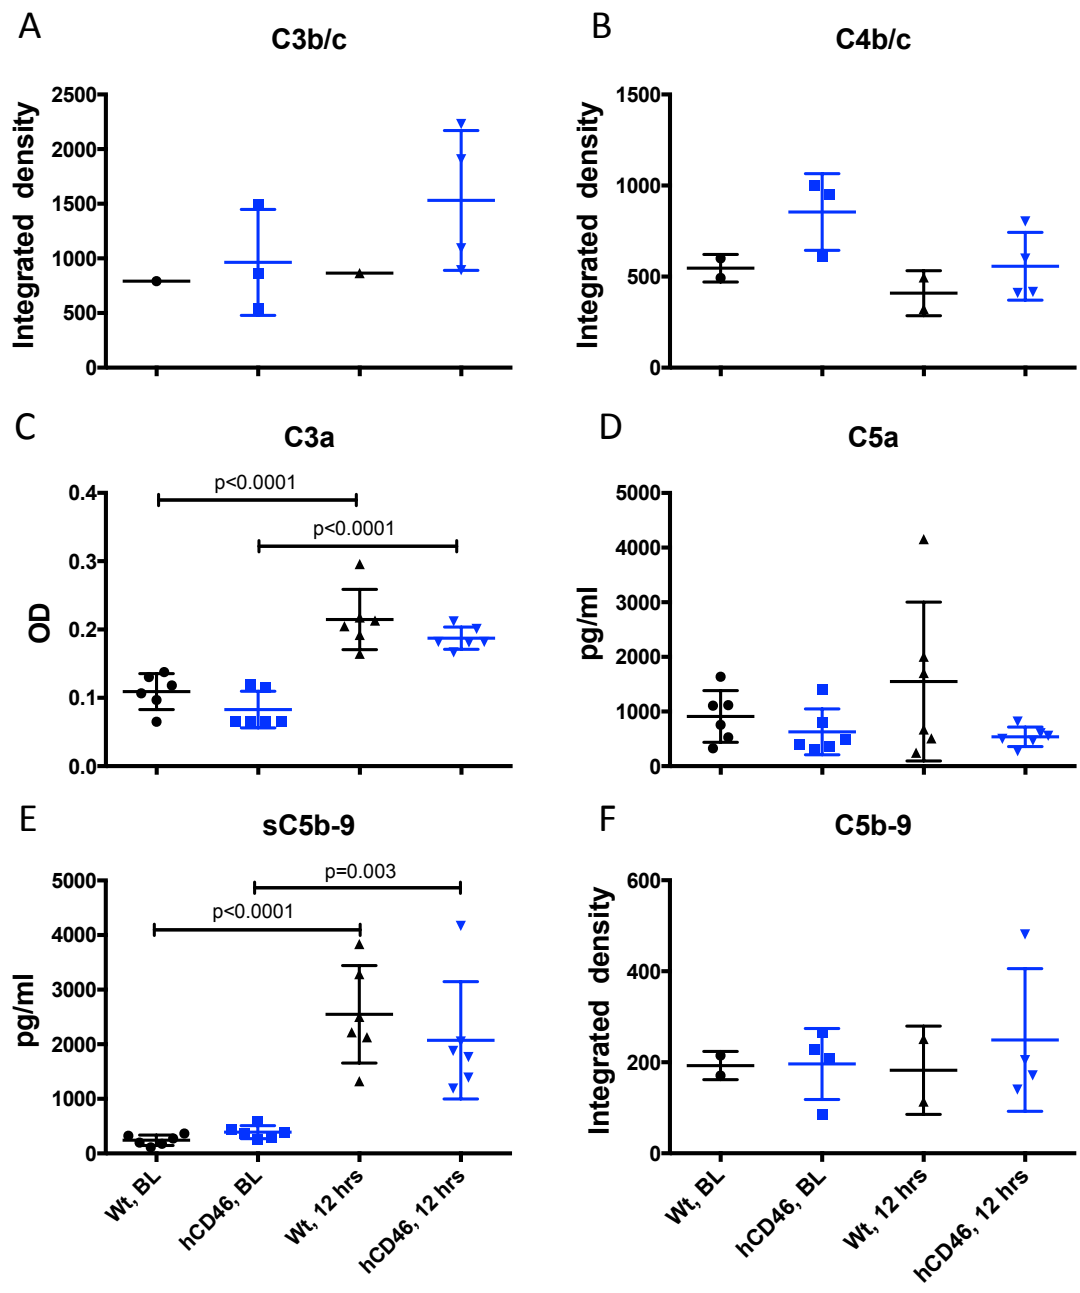 A
C3b/c
Integrated density
2500
2000
1500
1000
500
0
B
C4b/c
Integrated density
1500
1000
500
0
C
C3a
OD
0.4
0.3
0.2
0.1
0.0
p<0.0001
p<0.0001
D
C5a
pg/ml
5000
4000
3000
2000
1000
0
E
sC5b-9
pg/ml
5000
4000
3000
2000
1000
0
p=0.003
p<0.0001
Wt, BL
hCD46, BL
Wt, 12 hrs
hCD46, 12 hrs
F
C5b-9
Integrated density
600
400
200
0
Wt, BL
hCD46, BL
Wt, 12 hrs
hCD46, 12 hrs